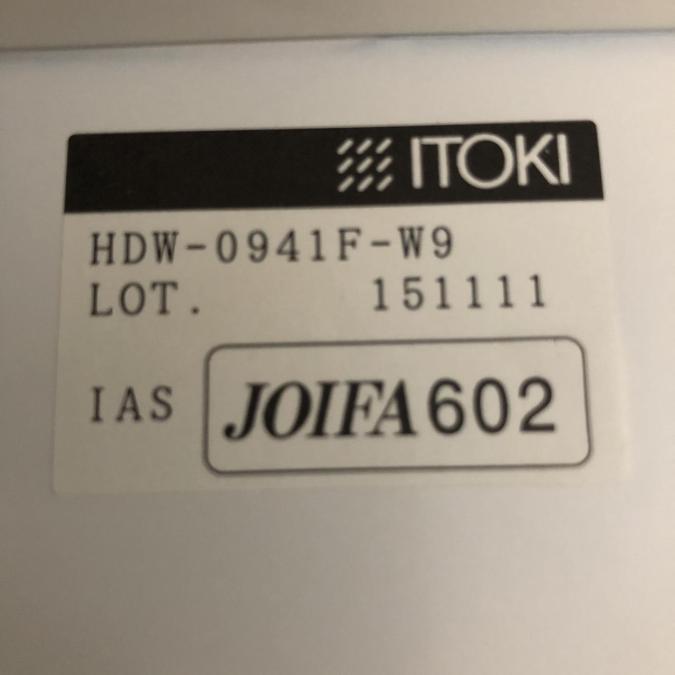 ITOKI
HDW-0941F-W9
LOT. 151111
IAS JOIFA602